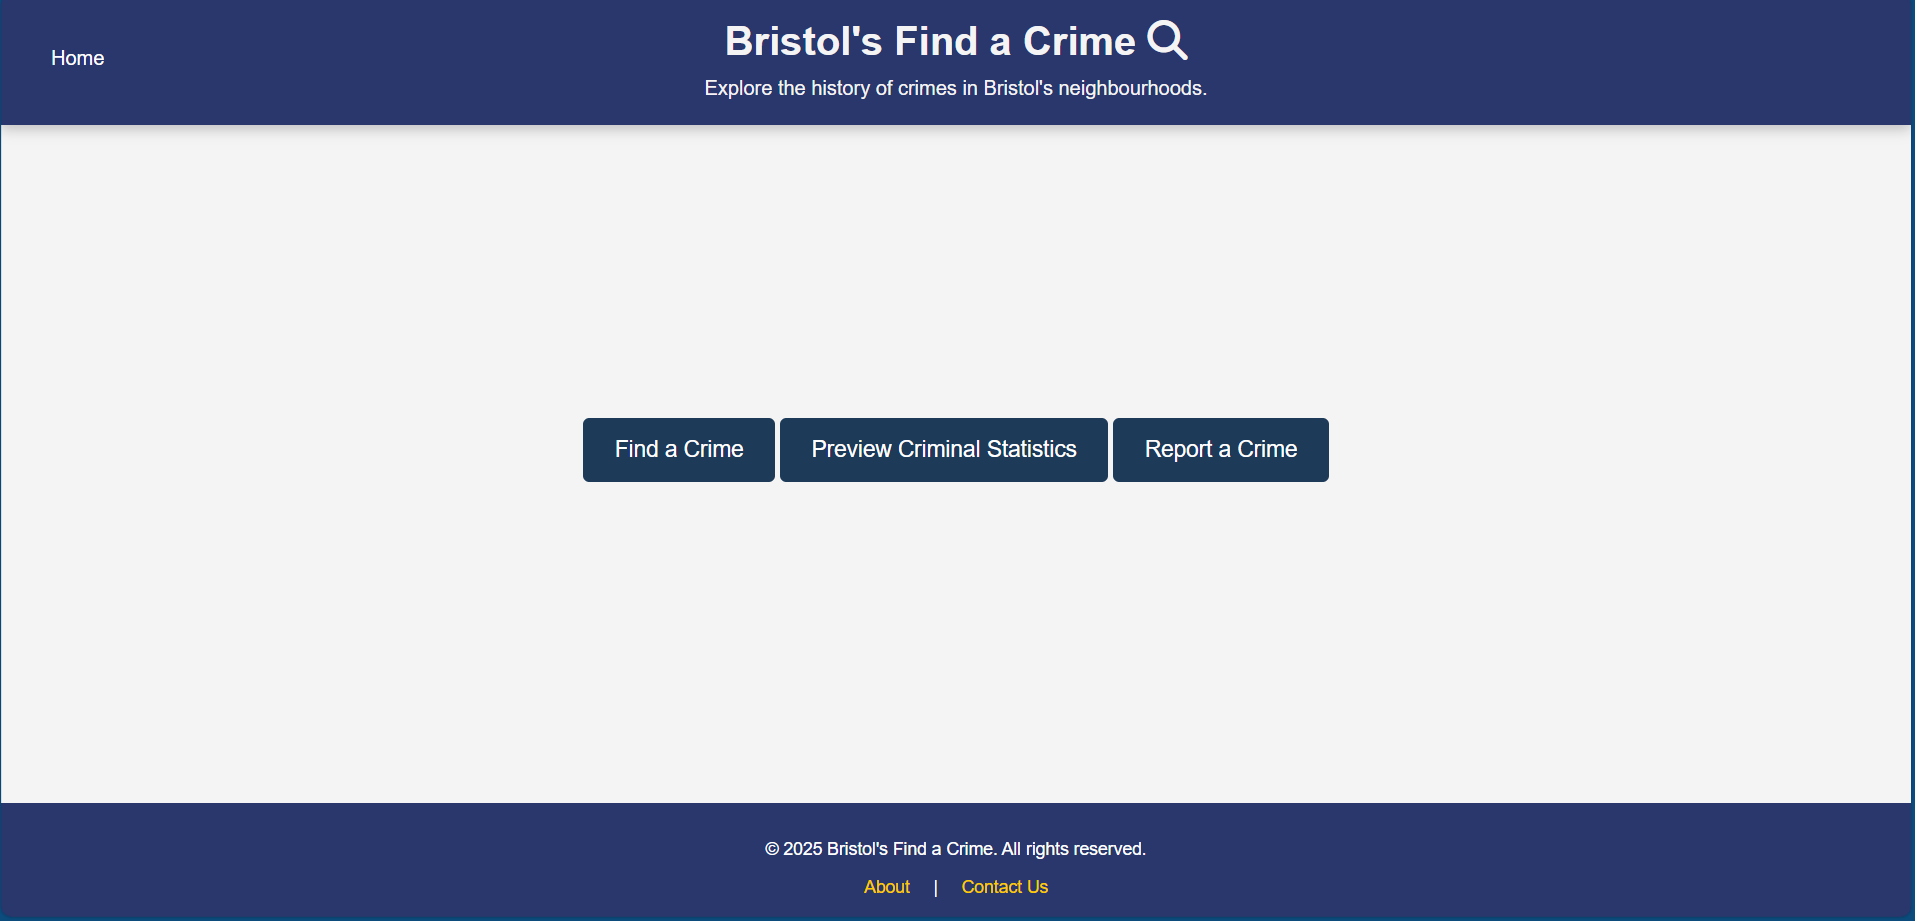 Home
Bristol's Find a Crime
Explore the history of crimes in Bristol's neighbourhoods.
Find a Crime
Preview Criminal Statistics
Report a Crime
© 2025 Bristol's Find a Crime. All rights reserved.
About | Contact Us